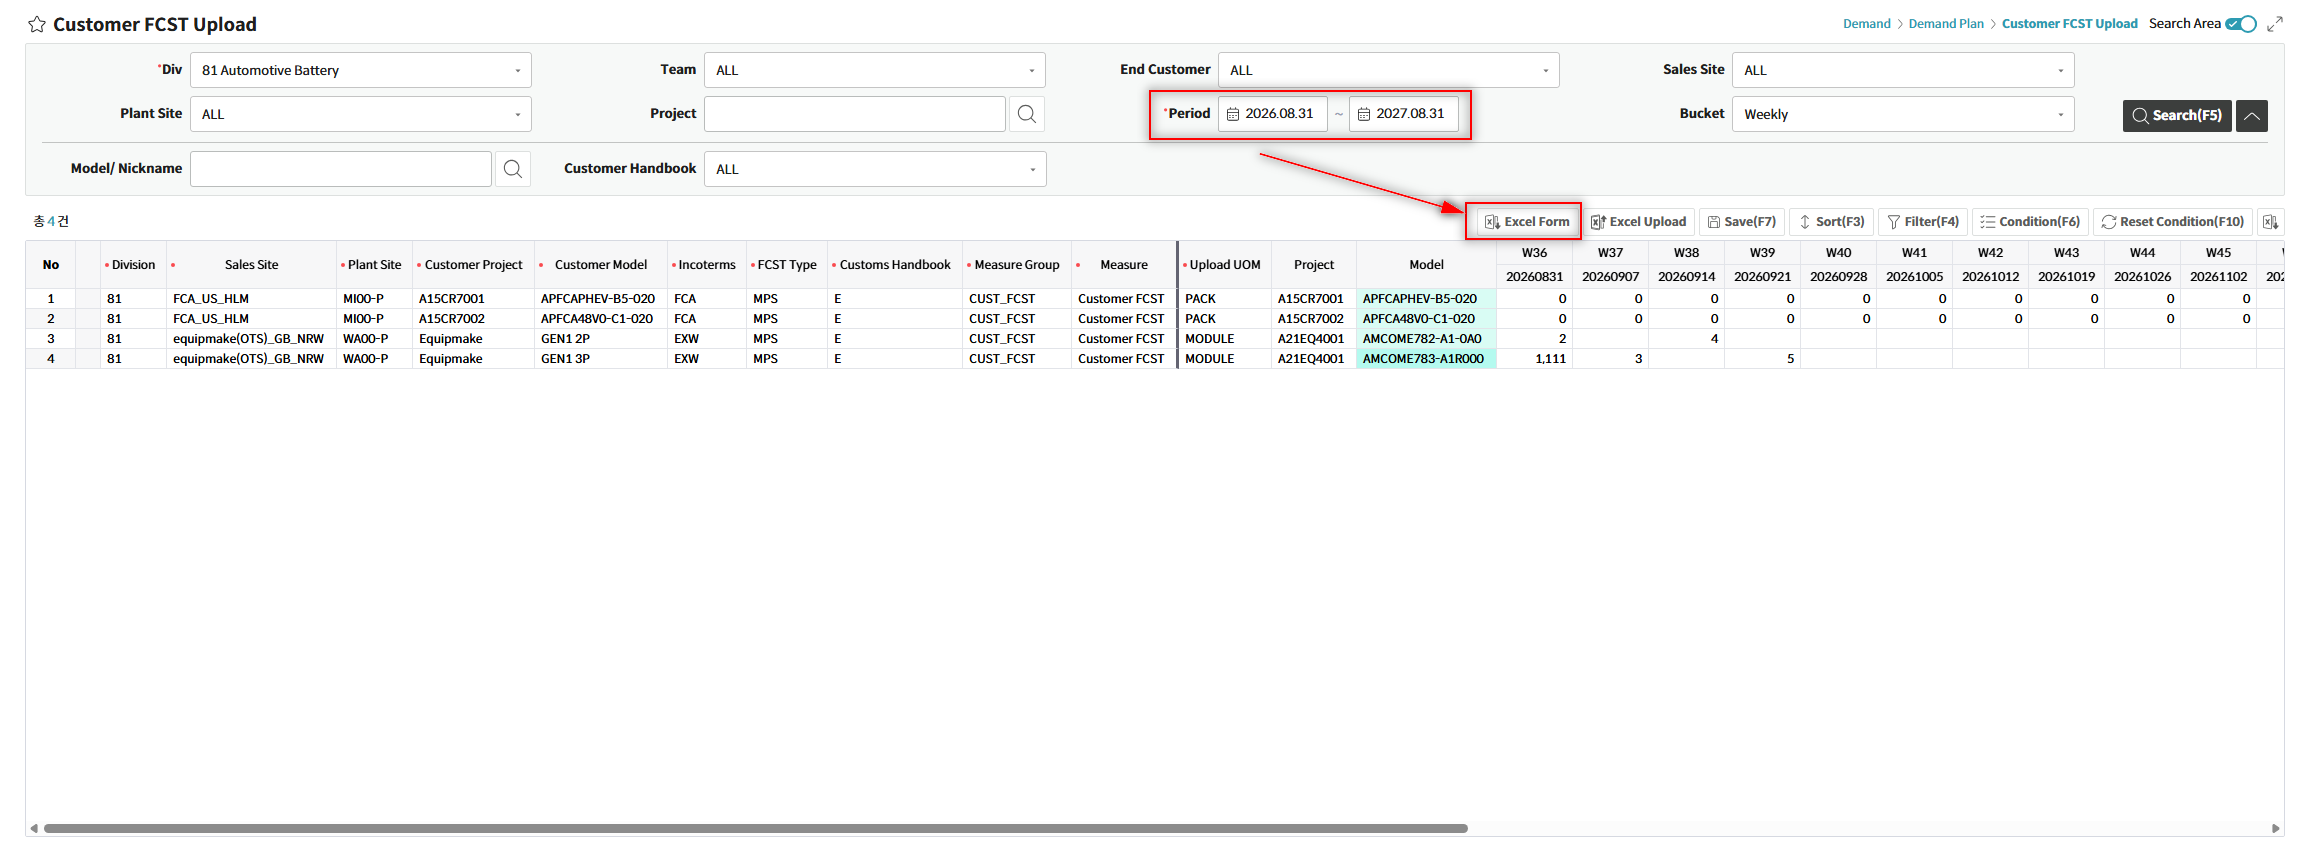 Customer FCST Upload
Demand > Demand Plan > Customer FCST Upload Search Area
*Div 81 Automotive Battery Team ALL End Customer ALL Sales Site ALL
Plant Site ALL Project *Period 2026.08.31 ~ 2027.08.31 Bucket Weekly Search(F5)
Model/ Nickname Customer Handbook ALL
총 4 건 Excel Form Excel Upload Save(F7) Sort(F3) Filter(F4) Condition(F6) Reset Condition(F10)
No Division Sales Site Plant Site Customer Project Customer Model Incoterms FCST Type Customs Handbook Measure Group Measure Upload UOM Project Model W36 W37 W38 W39 W40 W41 W42 W43 W44 W45
20260831 20260907 20260914 20260921 20260928 20261005 20261012 20261019 20261026 20261102 202
1 81 FCA_US_HLM MI00-P A15CR7001 APFCAPHEV-B5-020 FCA MPS E CUST_FCST Customer FCST PACK A15CR7001 APFCAPHEV-B5-020 0 0 0 0 0 0 0 0 0 0
2 81 FCA_US_HLM MI00-P A15CR7002 APFCA48V0-C1-020 FCA MPS E CUST_FCST Customer FCST PACK A15CR7002 APFCA48V0-C1-020 0 0 0 0 0 0 0 0 0 0
3 81 equipmake(OTS)_GB_NRW WA00-P Equipmake GEN1 2P EXW MPS E CUST_FCST Customer FCST MODULE A21EQ4001 AMCOME782-A1-0A0 2 4
4 81 equipmake(OTS)_GB_NRW WA00-P Equipmake GEN1 3P EXW MPS E CUST_FCST Customer FCST MODULE A21EQ4001 AMCOME783-A1R000 1,111 3 5